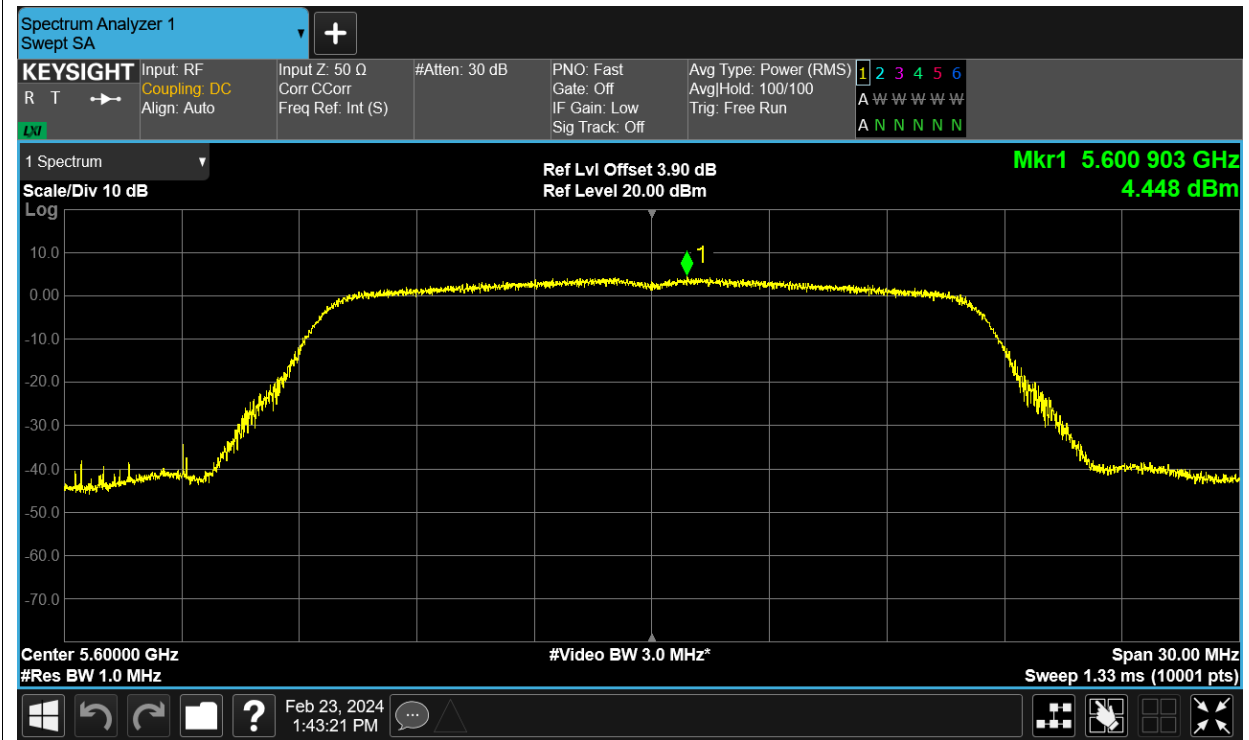 Spectrum Analyzer 1
Swept SA
+
KEYSIGHT
R T
LXI
Input: RF
Coupling: DC
Align: Auto
Input Z: 50 Ω
Corr CCorr
Freq Ref: Int (S)
#Atten: 30 dB
PNO: Fast
Gate: Off
IF Gain: Low
Sig Track: Off
Avg Type: Power (RMS)
Avg|Hold: 100/100
Trig: Free Run
1 2 3 4 5 6
A W W W W W
A N N N N N
1 Spectrum
Scale/Div 10 dB
Ref Lvl Offset 3.90 dB
Ref Level 20.00 dBm
Mkr1 5.600 903 GHz
4.448 dBm
Log
10.0
0.00
-10.0
-20.0
-30.0
-40.0
-50.0
-60.0
-70.0
1
Center 5.60000 GHz
#Res BW 1.0 MHz
#Video BW 3.0 MHz*
Span 30.00 MHz
Sweep 1.33 ms (10001 pts)
?
Feb 23, 2024
1:43:21 PM